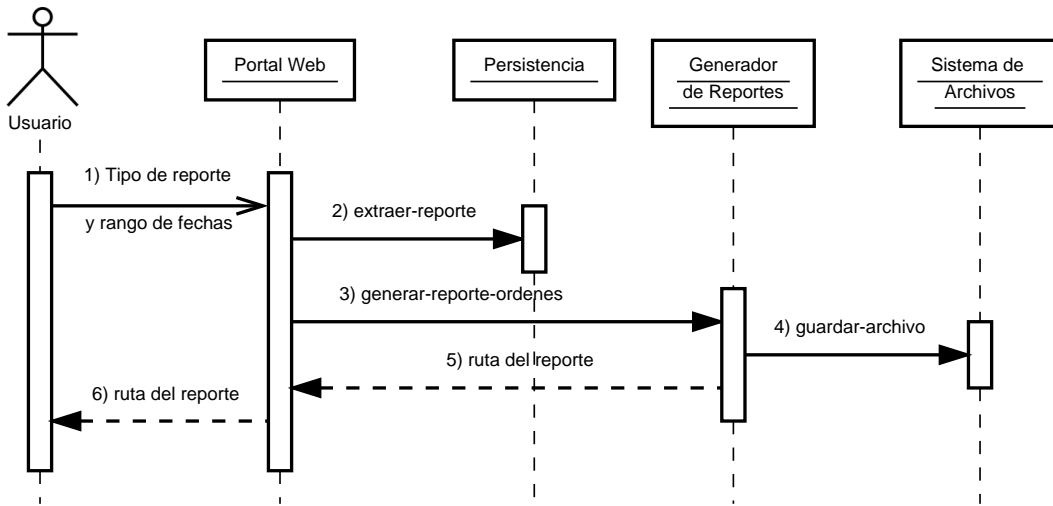 Usuario
Portal Web
Persistencia
Generador
de Reportes
Sistema de
Archivos
1) Tipo de reporte
y rango de fechas
2) extraer-reporte
3) generar-reporte-ordenes
4) guardar-archivo
5) ruta del reporte
6) ruta del reporte